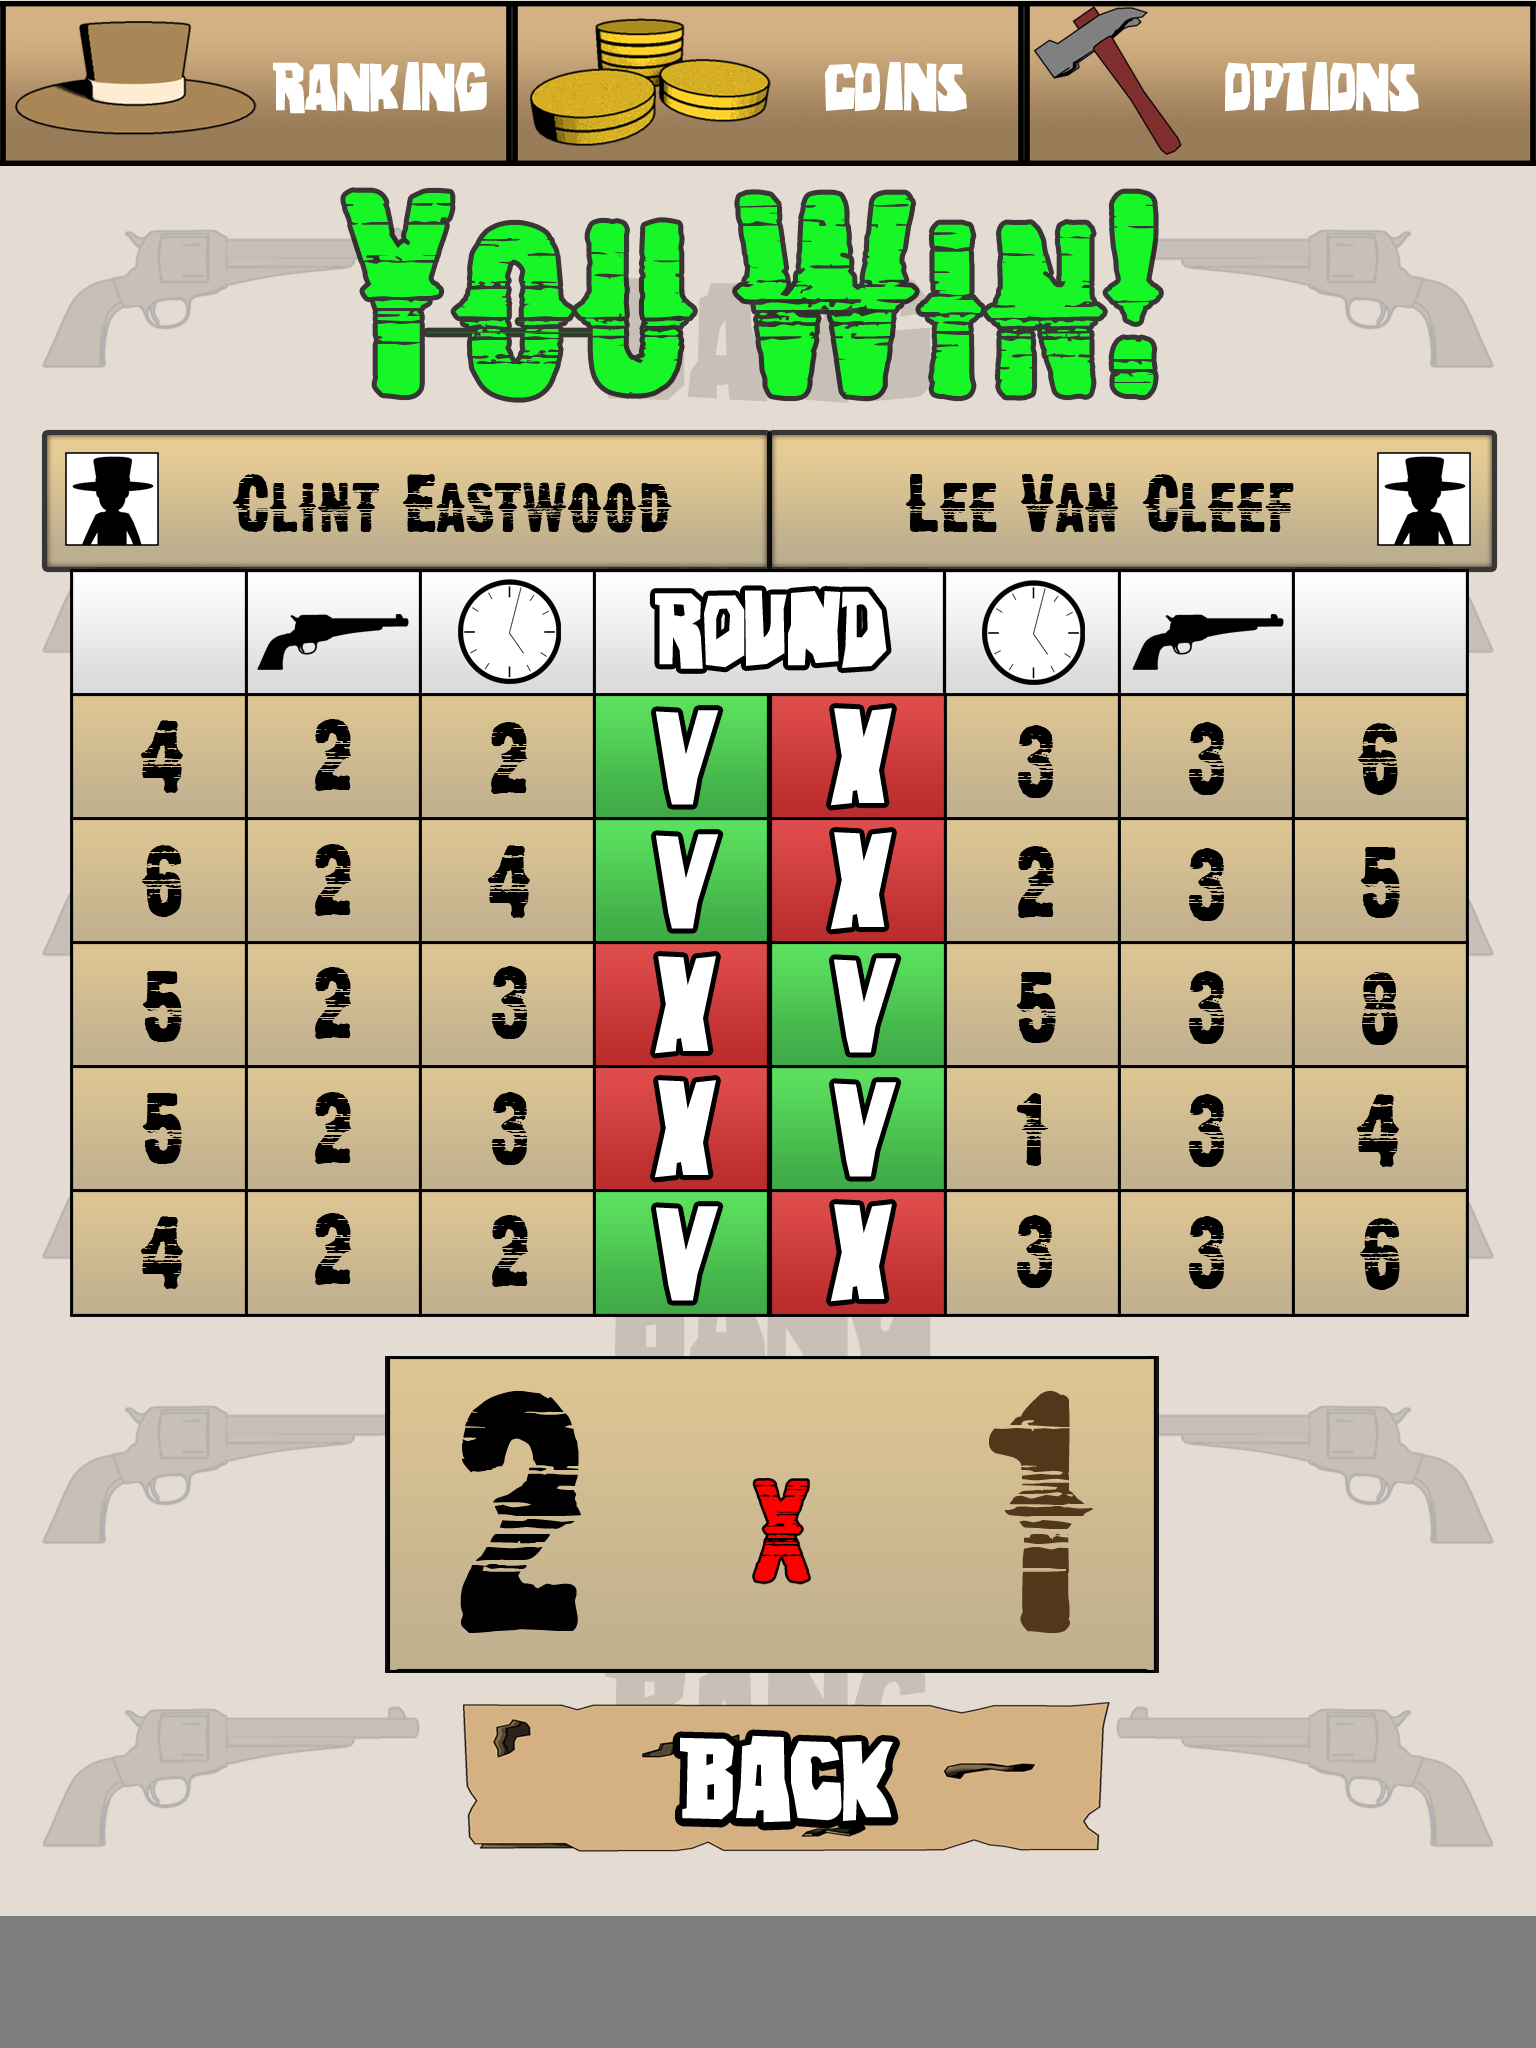 RANKING COINS OPTIONS
YOU WIN!
CLINT EASTWOOD LEE VAN CLEEF
ROUND
4 2 2 V X 3 3 6
6 2 4 V X 2 3 5
5 2 3 X V 5 3 8
5 2 3 X V 1 3 4
4 2 2 V X 3 3 6
2 X 1
BACK